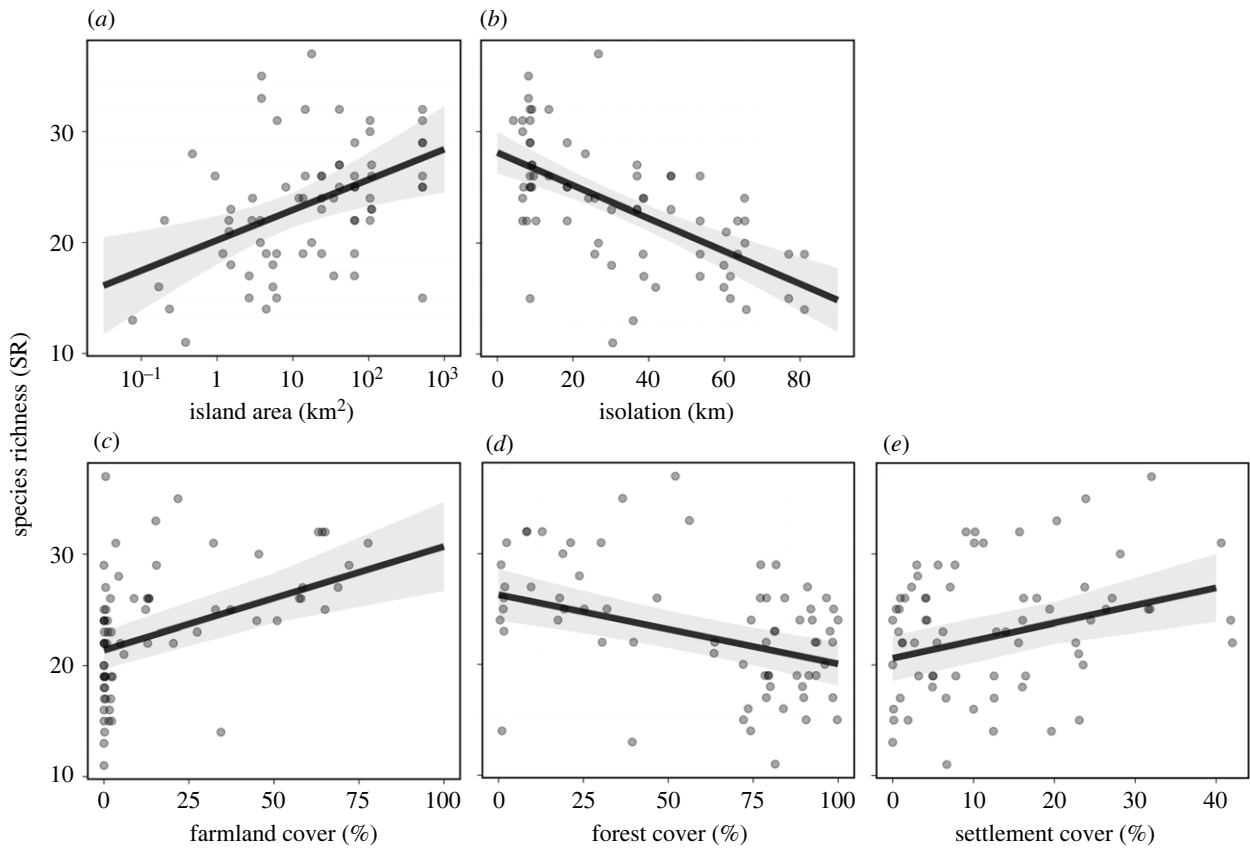 (a)
(b)
30
20
10
10⁻¹ 1 10 10² 10³
0 20 40 60 80
island area (km²)
isolation (km)
species richness (SR)
(c)
(d)
(e)
30
20
10
0 25 50 75 100
0 25 50 75 100
0 10 20 30 40
farmland cover (%)
forest cover (%)
settlement cover (%)